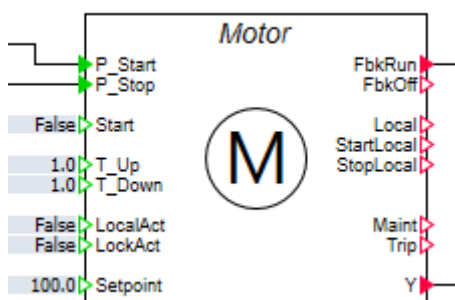 Motor
P_Start FbkRun
P_Stop FbkOff
False Start Local
StartLocal
1.0 T_Up StopLocal
1.0 T_Down
M
False LocalAct Maint
False LockAct Trip
100.0 Setpoint Y